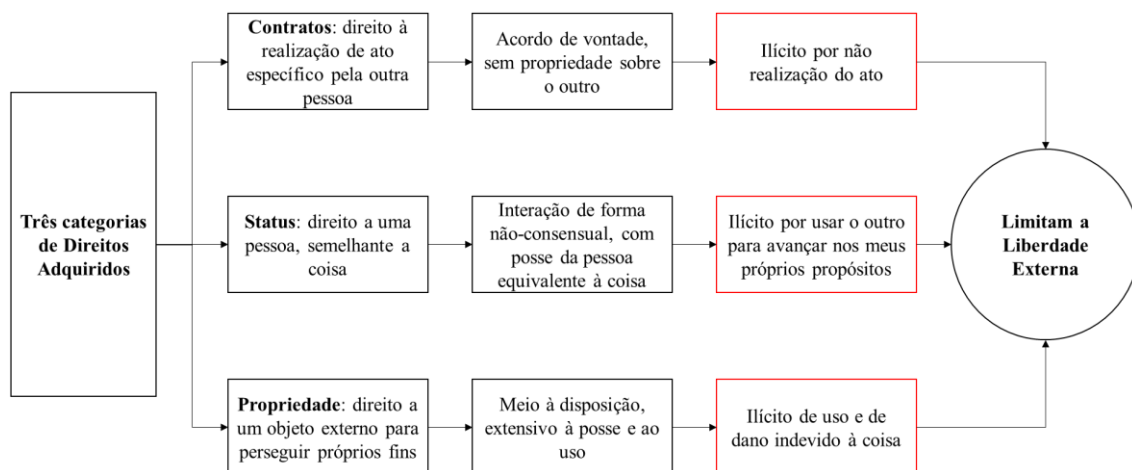 Três categorias
de Direitos
Adquiridos
Contratos: direito à
realização de ato
específico pela outra
pessoa
Acordo de vontade,
sem propriedade sobre
o outro
Ilícito por não
realização do ato
Status: direito a uma
pessoa, semelhante a
coisa
Interação de forma
não-consensual, com
posse da pessoa
equivalente à coisa
Ilícito por usar o outro
para avançar nos meus
próprios propósitos
Propriedade: direito a
um objeto externo para
perseguir próprios fins
Meio à disposição,
extensivo à posse e ao
uso
Ilícito de uso e de
dano indevido à coisa
Limitam a
Liberdade
Externa